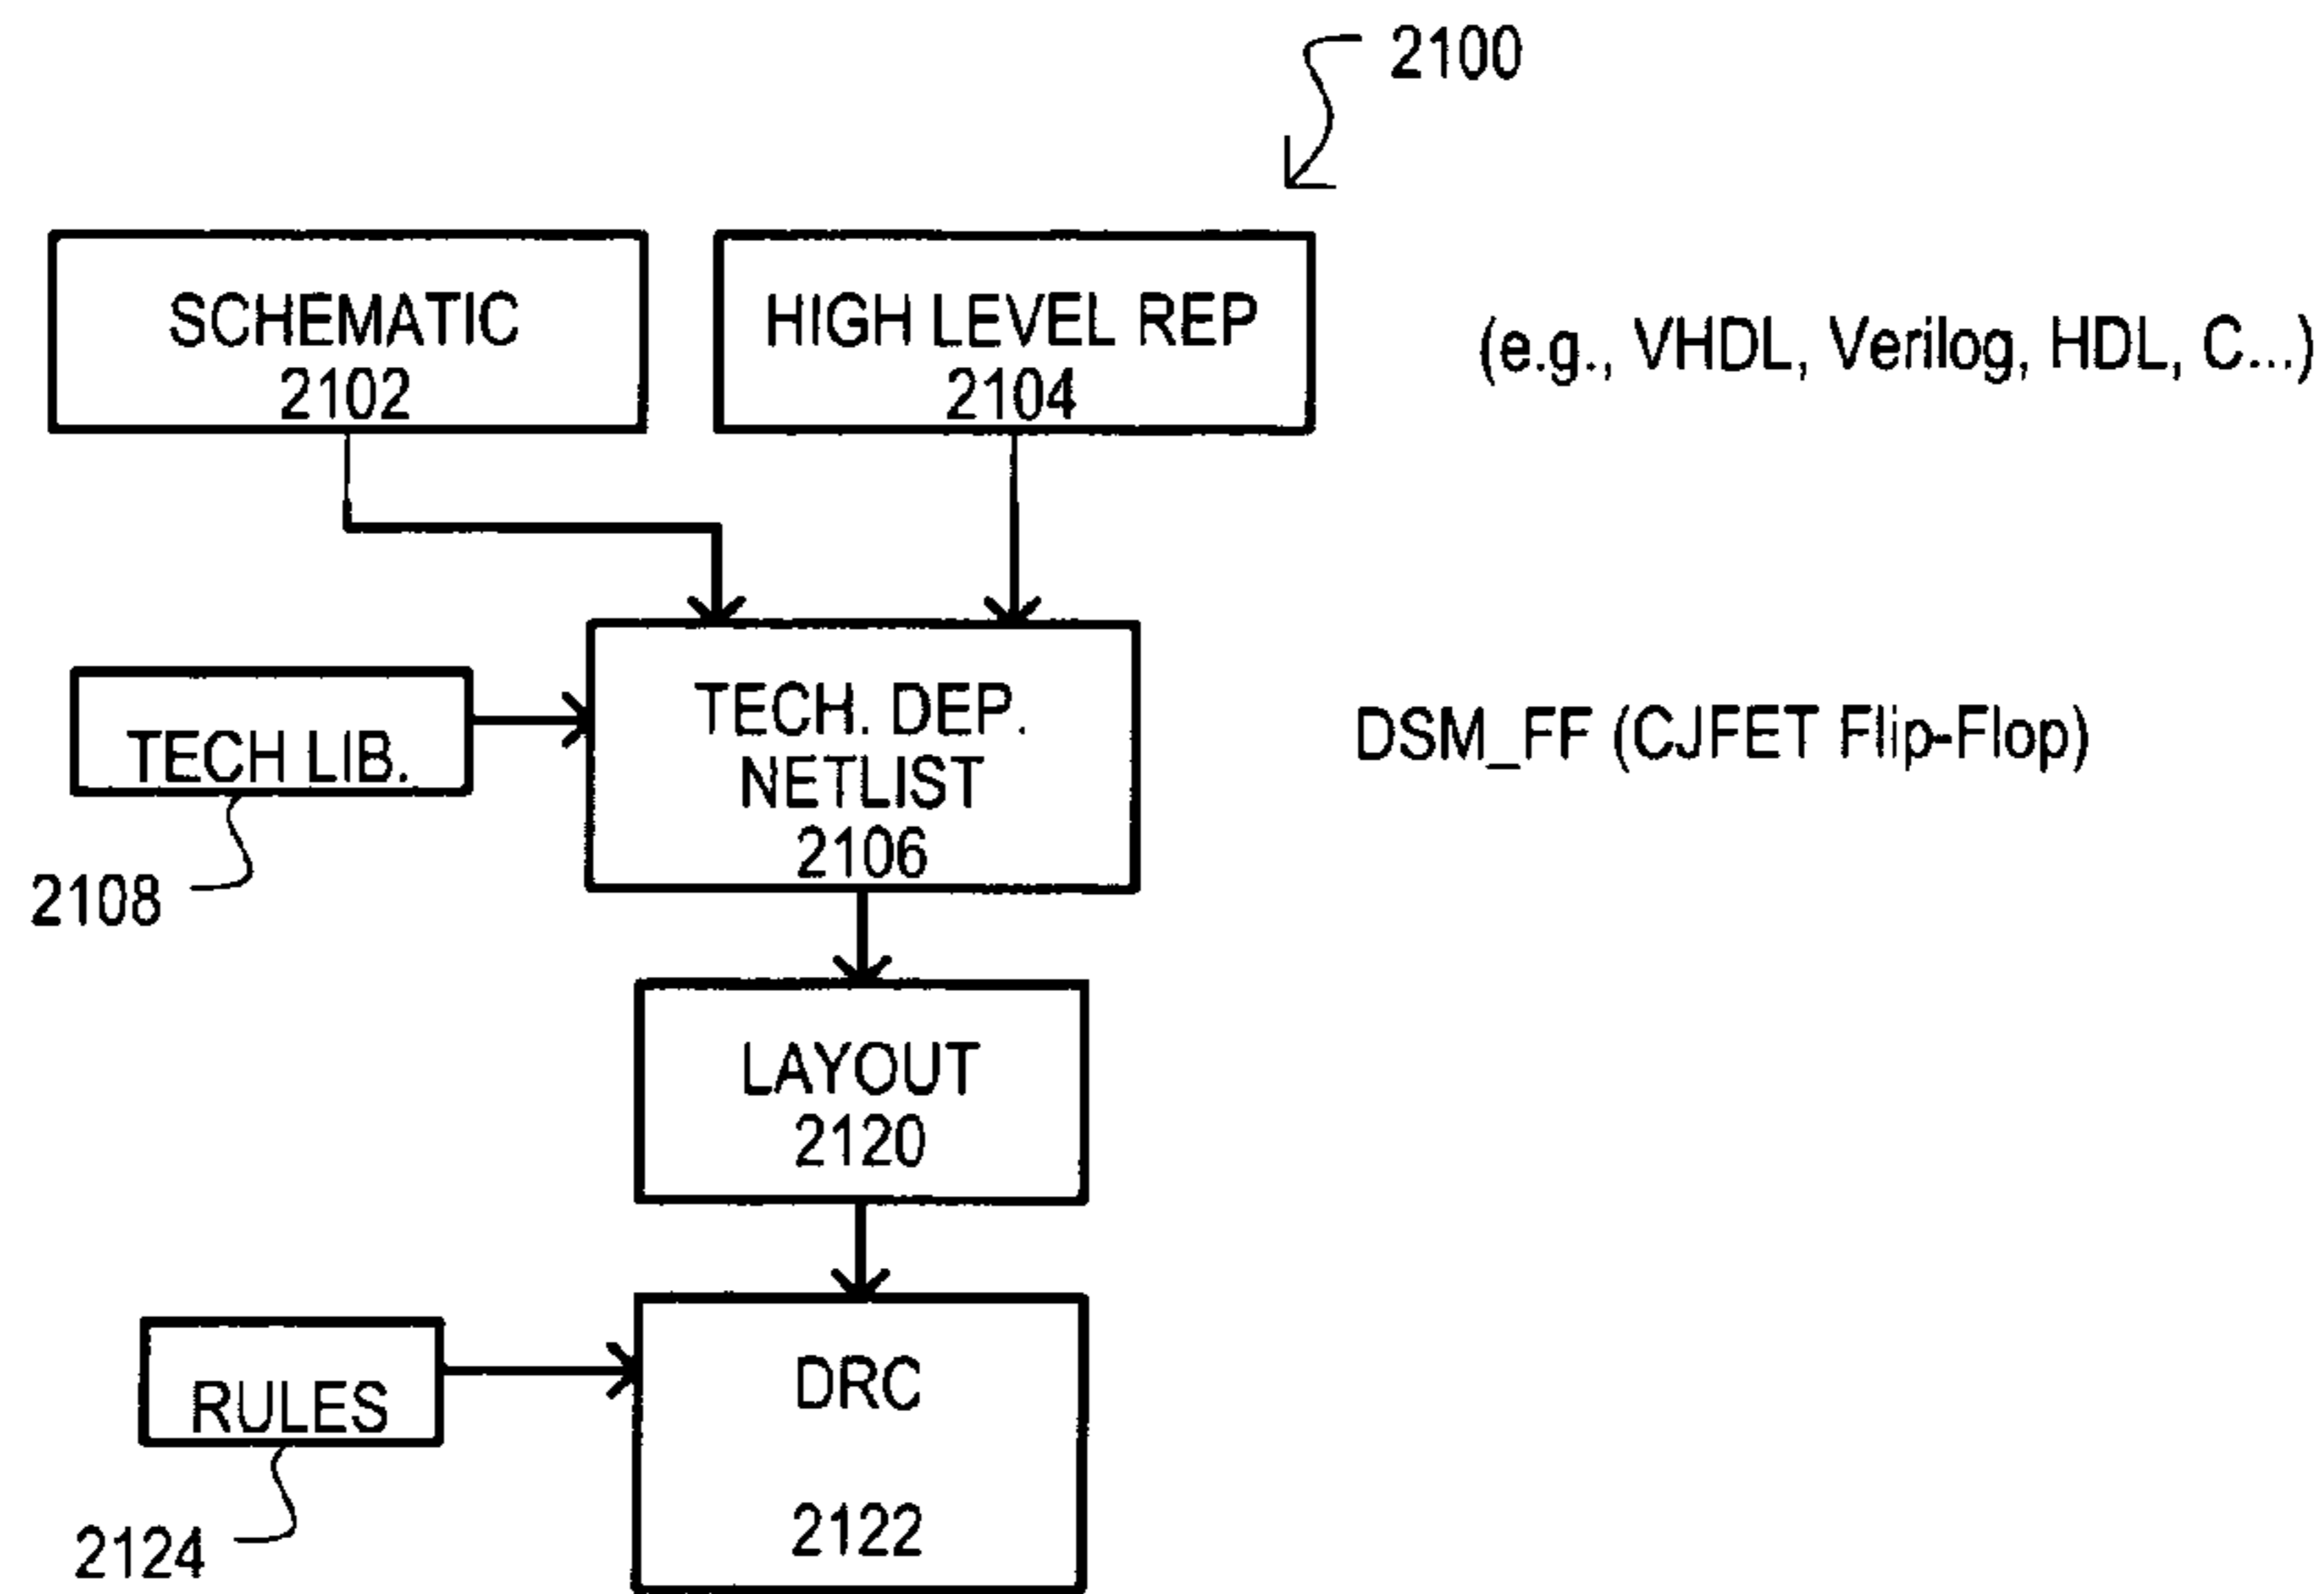 2100
SCHEMATIC
2102
HIGH LEVEL REP
2104
(e.g., VHDL, Verilog, HDL, C...)
TECH LIB.
2108
TECH. DEP.
NETLIST
2106
DSM_FF (CJFET Flip-Flop)
LAYOUT
2120
RULES
2124
DRC
2122